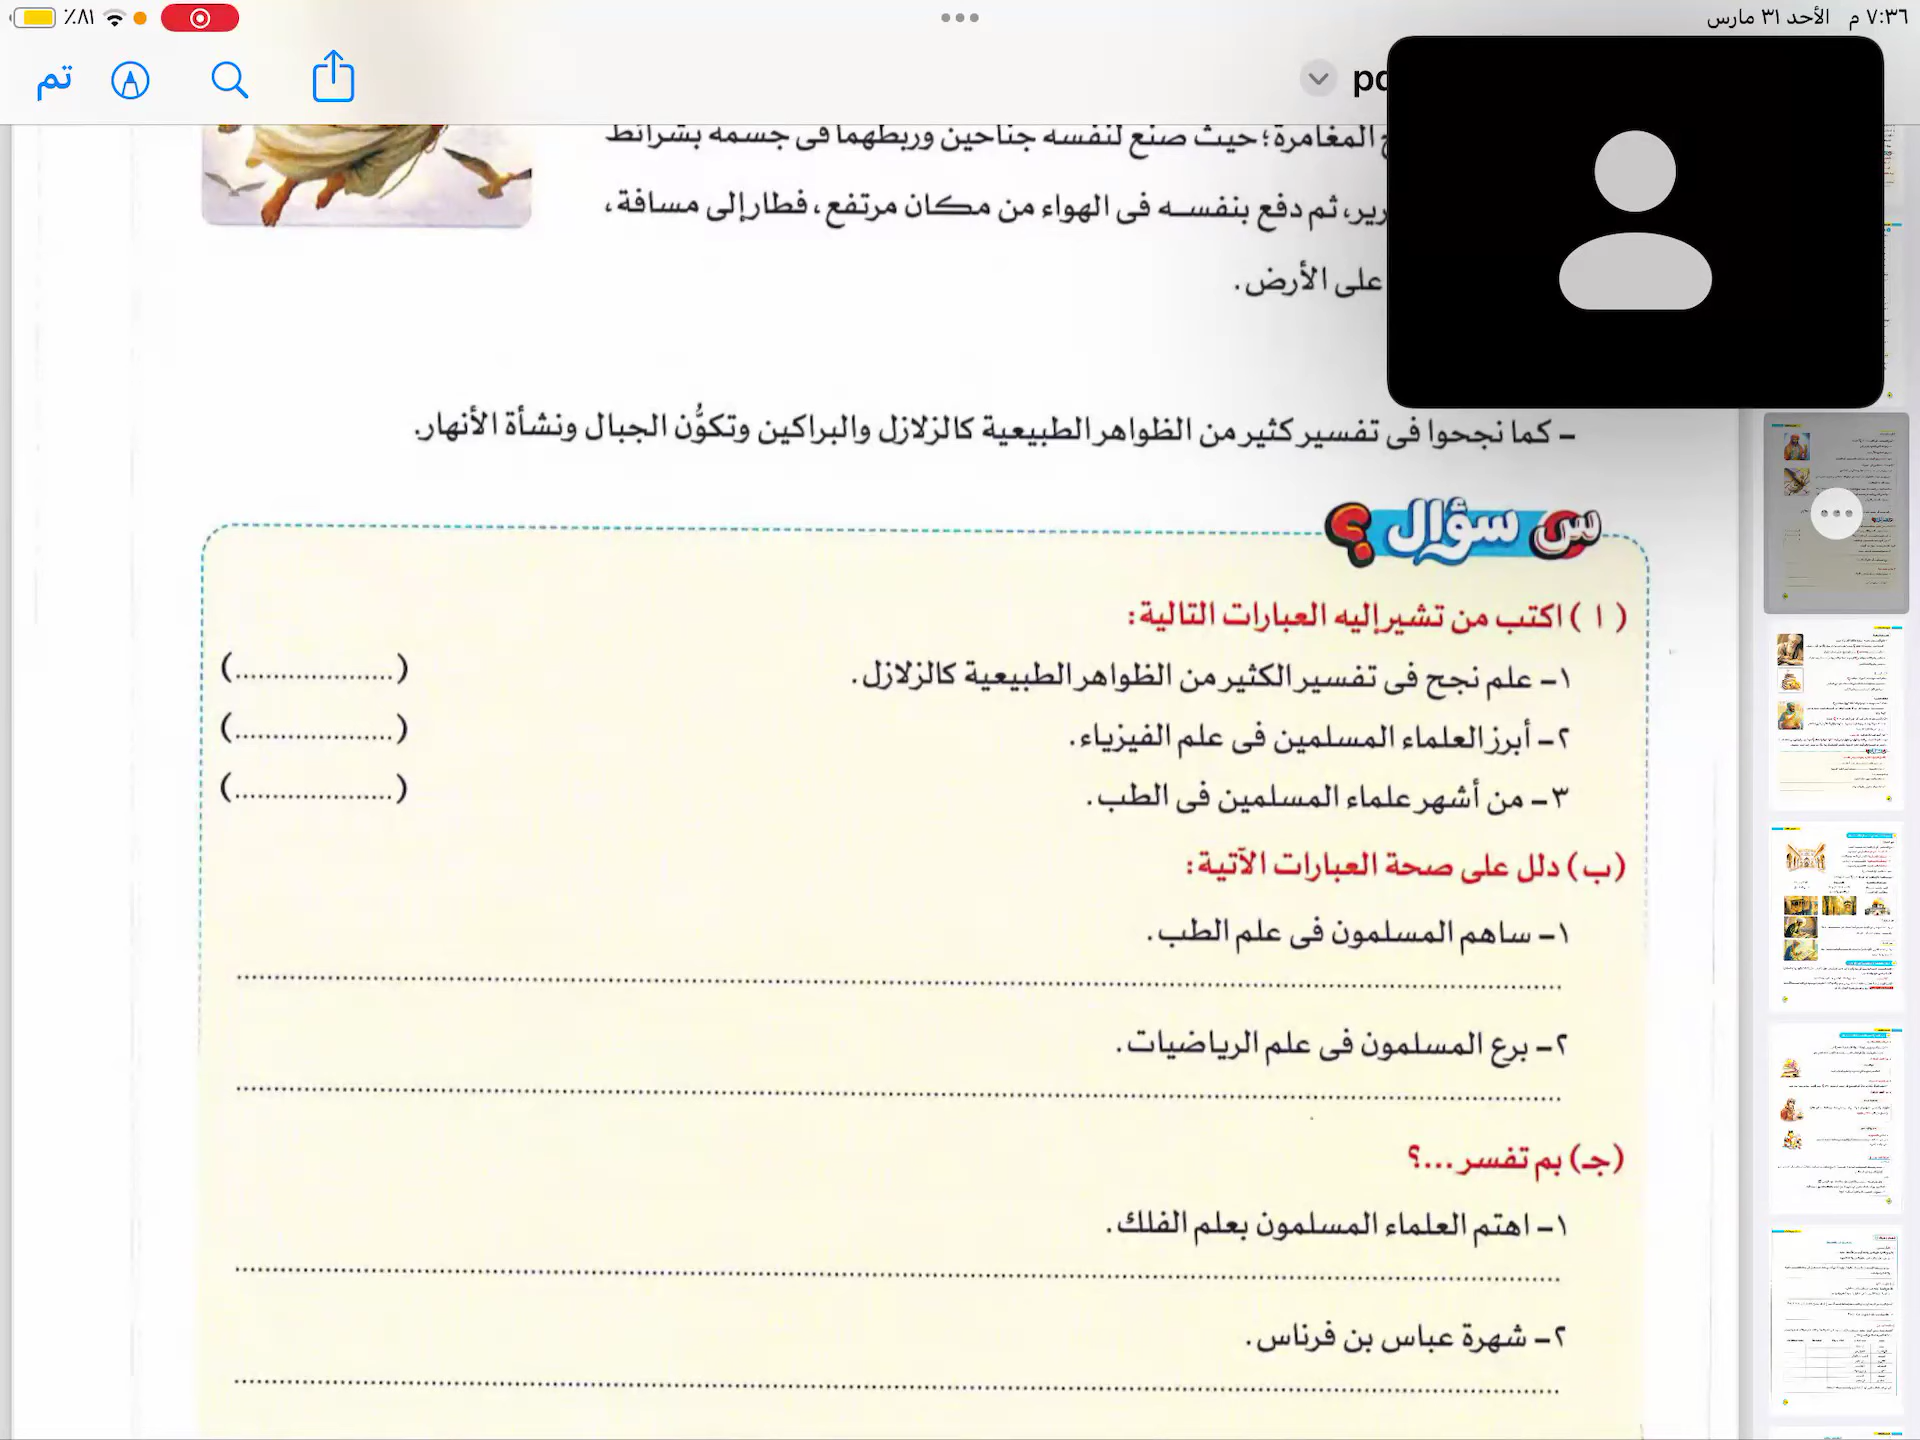 ٧:٣٦ م الأحد ٣١ مارس
٪٨١
تم
المغامرة؛ حيث صنع لنفسه جناحين وربطهما فى جسمه بشرائط
ثم دفع بنفسه فى الهواء من مكان مرتفع، فطار إلى مسافة،
على الأرض.
– كما نجحوا فى تفسير كثير من الظواهر الطبيعية كالزلازل والبراكين وتكوُّن الجبال ونشأة الأنهار.
س سؤال ؟
( ا ) اكتب من تشير إليه العبارات التالية:
١– علم نجح فى تفسير الكثير من الظواهر الطبيعية كالزلازل. (.....................)
٢– أبرز العلماء المسلمين فى علم الفيزياء. (.....................)
٣– من أشهر علماء المسلمين فى الطب. (.....................)
(ب) دلل على صحة العبارات الآتية:
١– ساهم المسلمون فى علم الطب.
٢– برع المسلمون فى علم الرياضيات.
(جـ) بم تفسر...؟
١– اهتم العلماء المسلمون بعلم الفلك.
٢– شهرة عباس بن فرناس.